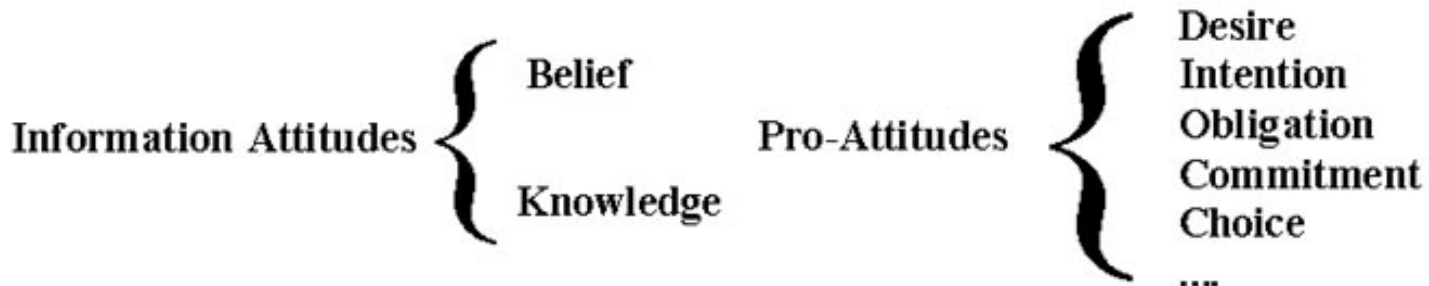 Information Attitudes
Belief
Knowledge
Pro-Attitudes
Desire
Intention
Obligation
Commitment
Choice
....